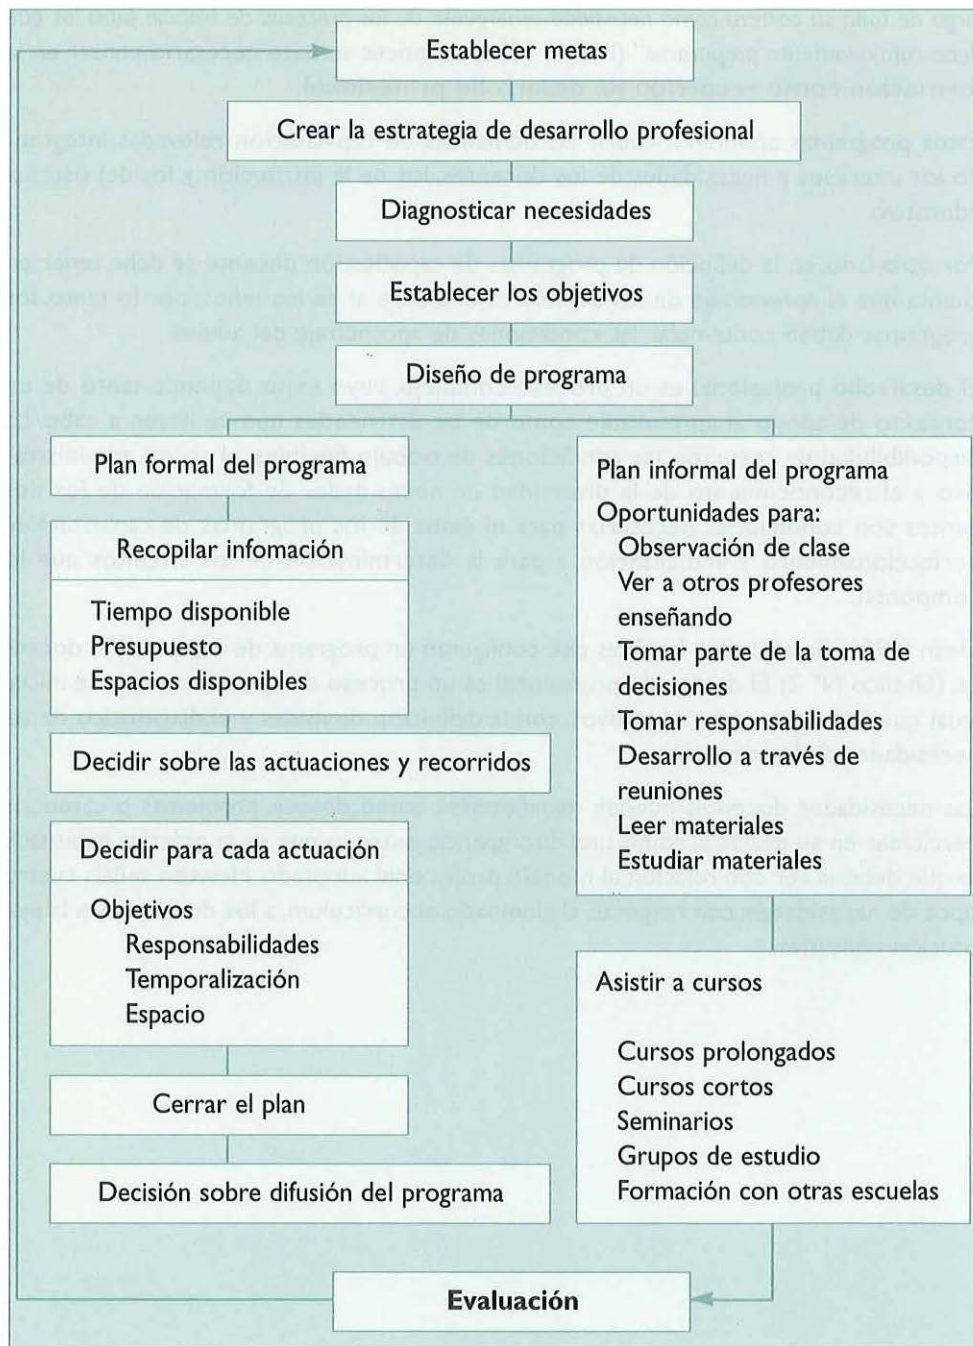 Establecer metas
Crear la estrategia de desarrollo profesional
Diagnosticar necesidades
Establecer los objetivos
Diseño de programa
Plan formal del programa
Recopilar infomación
Tiempo disponible
Presupuesto
Espacios disponibles
Decidir sobre las actuaciones y recorridos
Decidir para cada actuación
Objetivos
Responsabilidades
Temporalización
Espacio
Cerrar el plan
Decisión sobre difusión del programa
Plan informal del programa
Oportunidades para:
Observación de clase
Ver a otros profesores
enseñando
Tomar parte de la toma de
decisiones
Tomar responsabilidades
Desarrollo a través de
reuniones
Leer materiales
Estudiar materiales
Asistir a cursos
Cursos prolongados
Cursos cortos
Seminarios
Grupos de estudio
Formación con otras escuelas
Evaluación